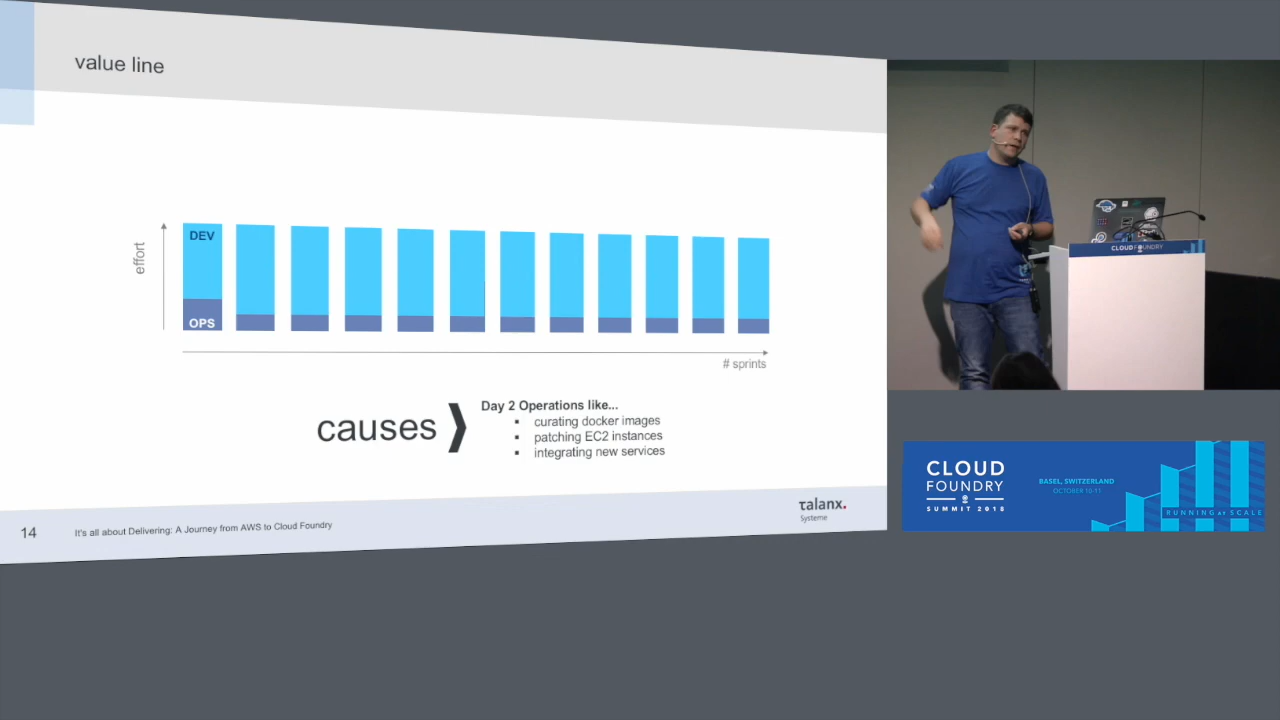 value line
effort
DEV
OPS
# sprints
causes
Day 2 Operations like...
▪ curating docker images
▪ patching EC2 instances
▪ integrating new services
14
It's all about Delivering: A Journey from AWS to Cloud Foundry
talanx.
Systeme
CLOUD FOUNDRY
CLOUD
FOUNDRY
SUMMIT 2018
BASEL, SWITZERLAND
OCTOBER 10-11
RUNNING AT SCALE